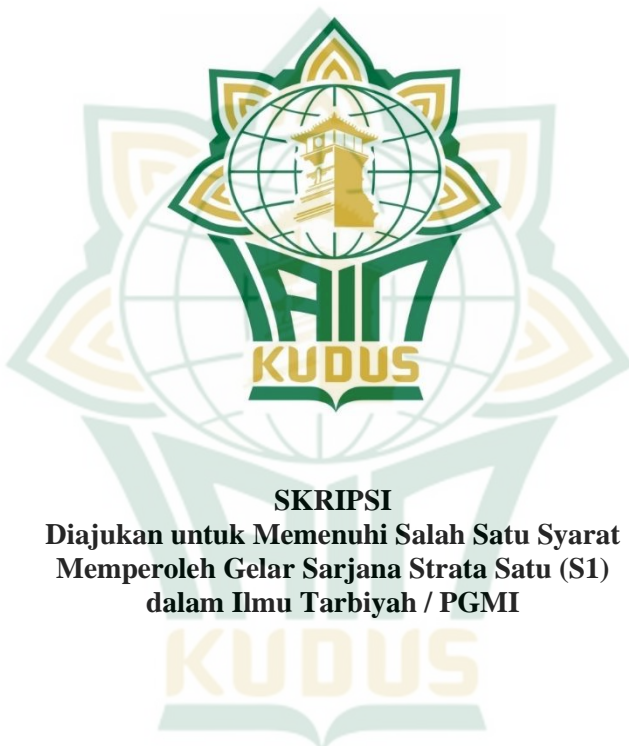 IAIN
KUDUS
SKRIPSI
Diajukan untuk Memenuhi Salah Satu Syarat
Memperoleh Gelar Sarjana Strata Satu (S1)
dalam Ilmu Tarbiyah / PGMI
KUDUS